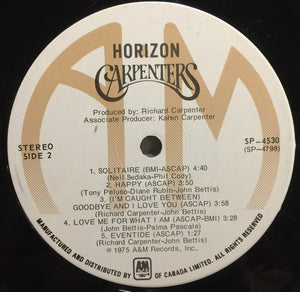 HORIZON
CARPENTERS
Produced by: Richard Carpenter
Associate Producer: Karen Carpenter
STEREO
SIDE 2
SP-4530
(SP-4798)
1. SOLITAIRE (BMI-ASCAP) 4:40
(Neil Sedaka-Phil Cody)
2. HAPPY (ASCAP) 3:50
(Tony Peluso-Diane Rubin-John Bettis)
3. (I'M CAUGHT BETWEEN)
GOODBYE AND I LOVE YOU (ASCAP) 3:51
(Richard Carpenter-John Bettis)
4. LOVE ME FOR WHAT I AM (ASCAP-BMI) 3:28
(John Bettis-Palma Pascale)
5. EVENTIDE (ASCAP) 1:27
(Richard Carpenter-John Bettis)
℗ 1975 A&M Records, Inc.
MANUFACTURED AND DISTRIBUTED BY A&M OF CANADA LIMITED. ALL RIGHTS RESERVED